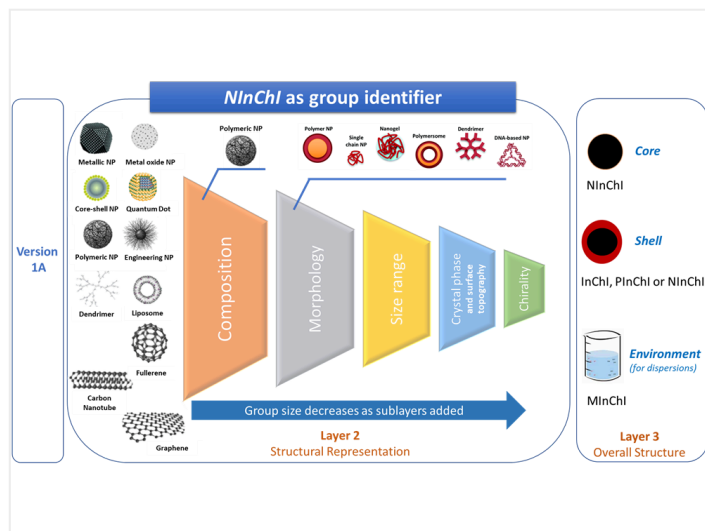 NInChI as group identifier
Version
1A
Metallic NP
Metal oxide NP
Core-shell NP
Quantum Dot
Polymeric NP
Engineering NP
Dendrimer
Liposome
Fullerene
Carbon
Nanotube
Graphene
Polymeric NP
Polymer NP
Single
chain NP
Nanogel
Polymersome
Dendrimer
DNA-based NP
Composition
Morphology
Size range
Crystal phase
and surface
topography
Chirality
Group size decreases as sublayers added
Layer 2
Structural Representation
Core
NInChI
Shell
InChI, PInChI or NInChI
Environment
(for dispersions)
MInChI
Layer 3
Overall Structure